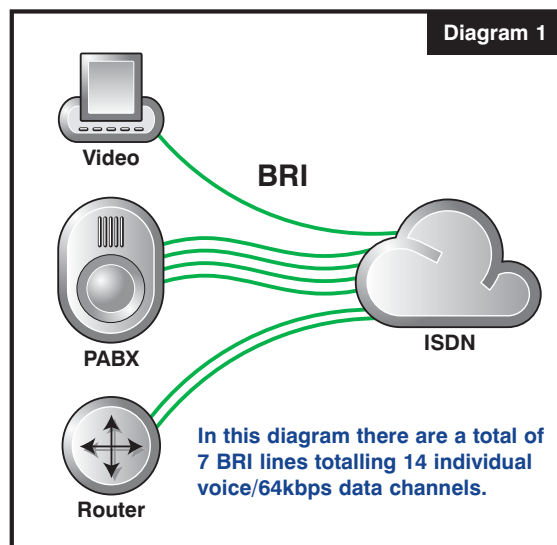 Diagram 1
Video
BRI
PABX
ISDN
Router
In this diagram there are a total of
7 BRI lines totalling 14 individual
voice/64kbps data channels.